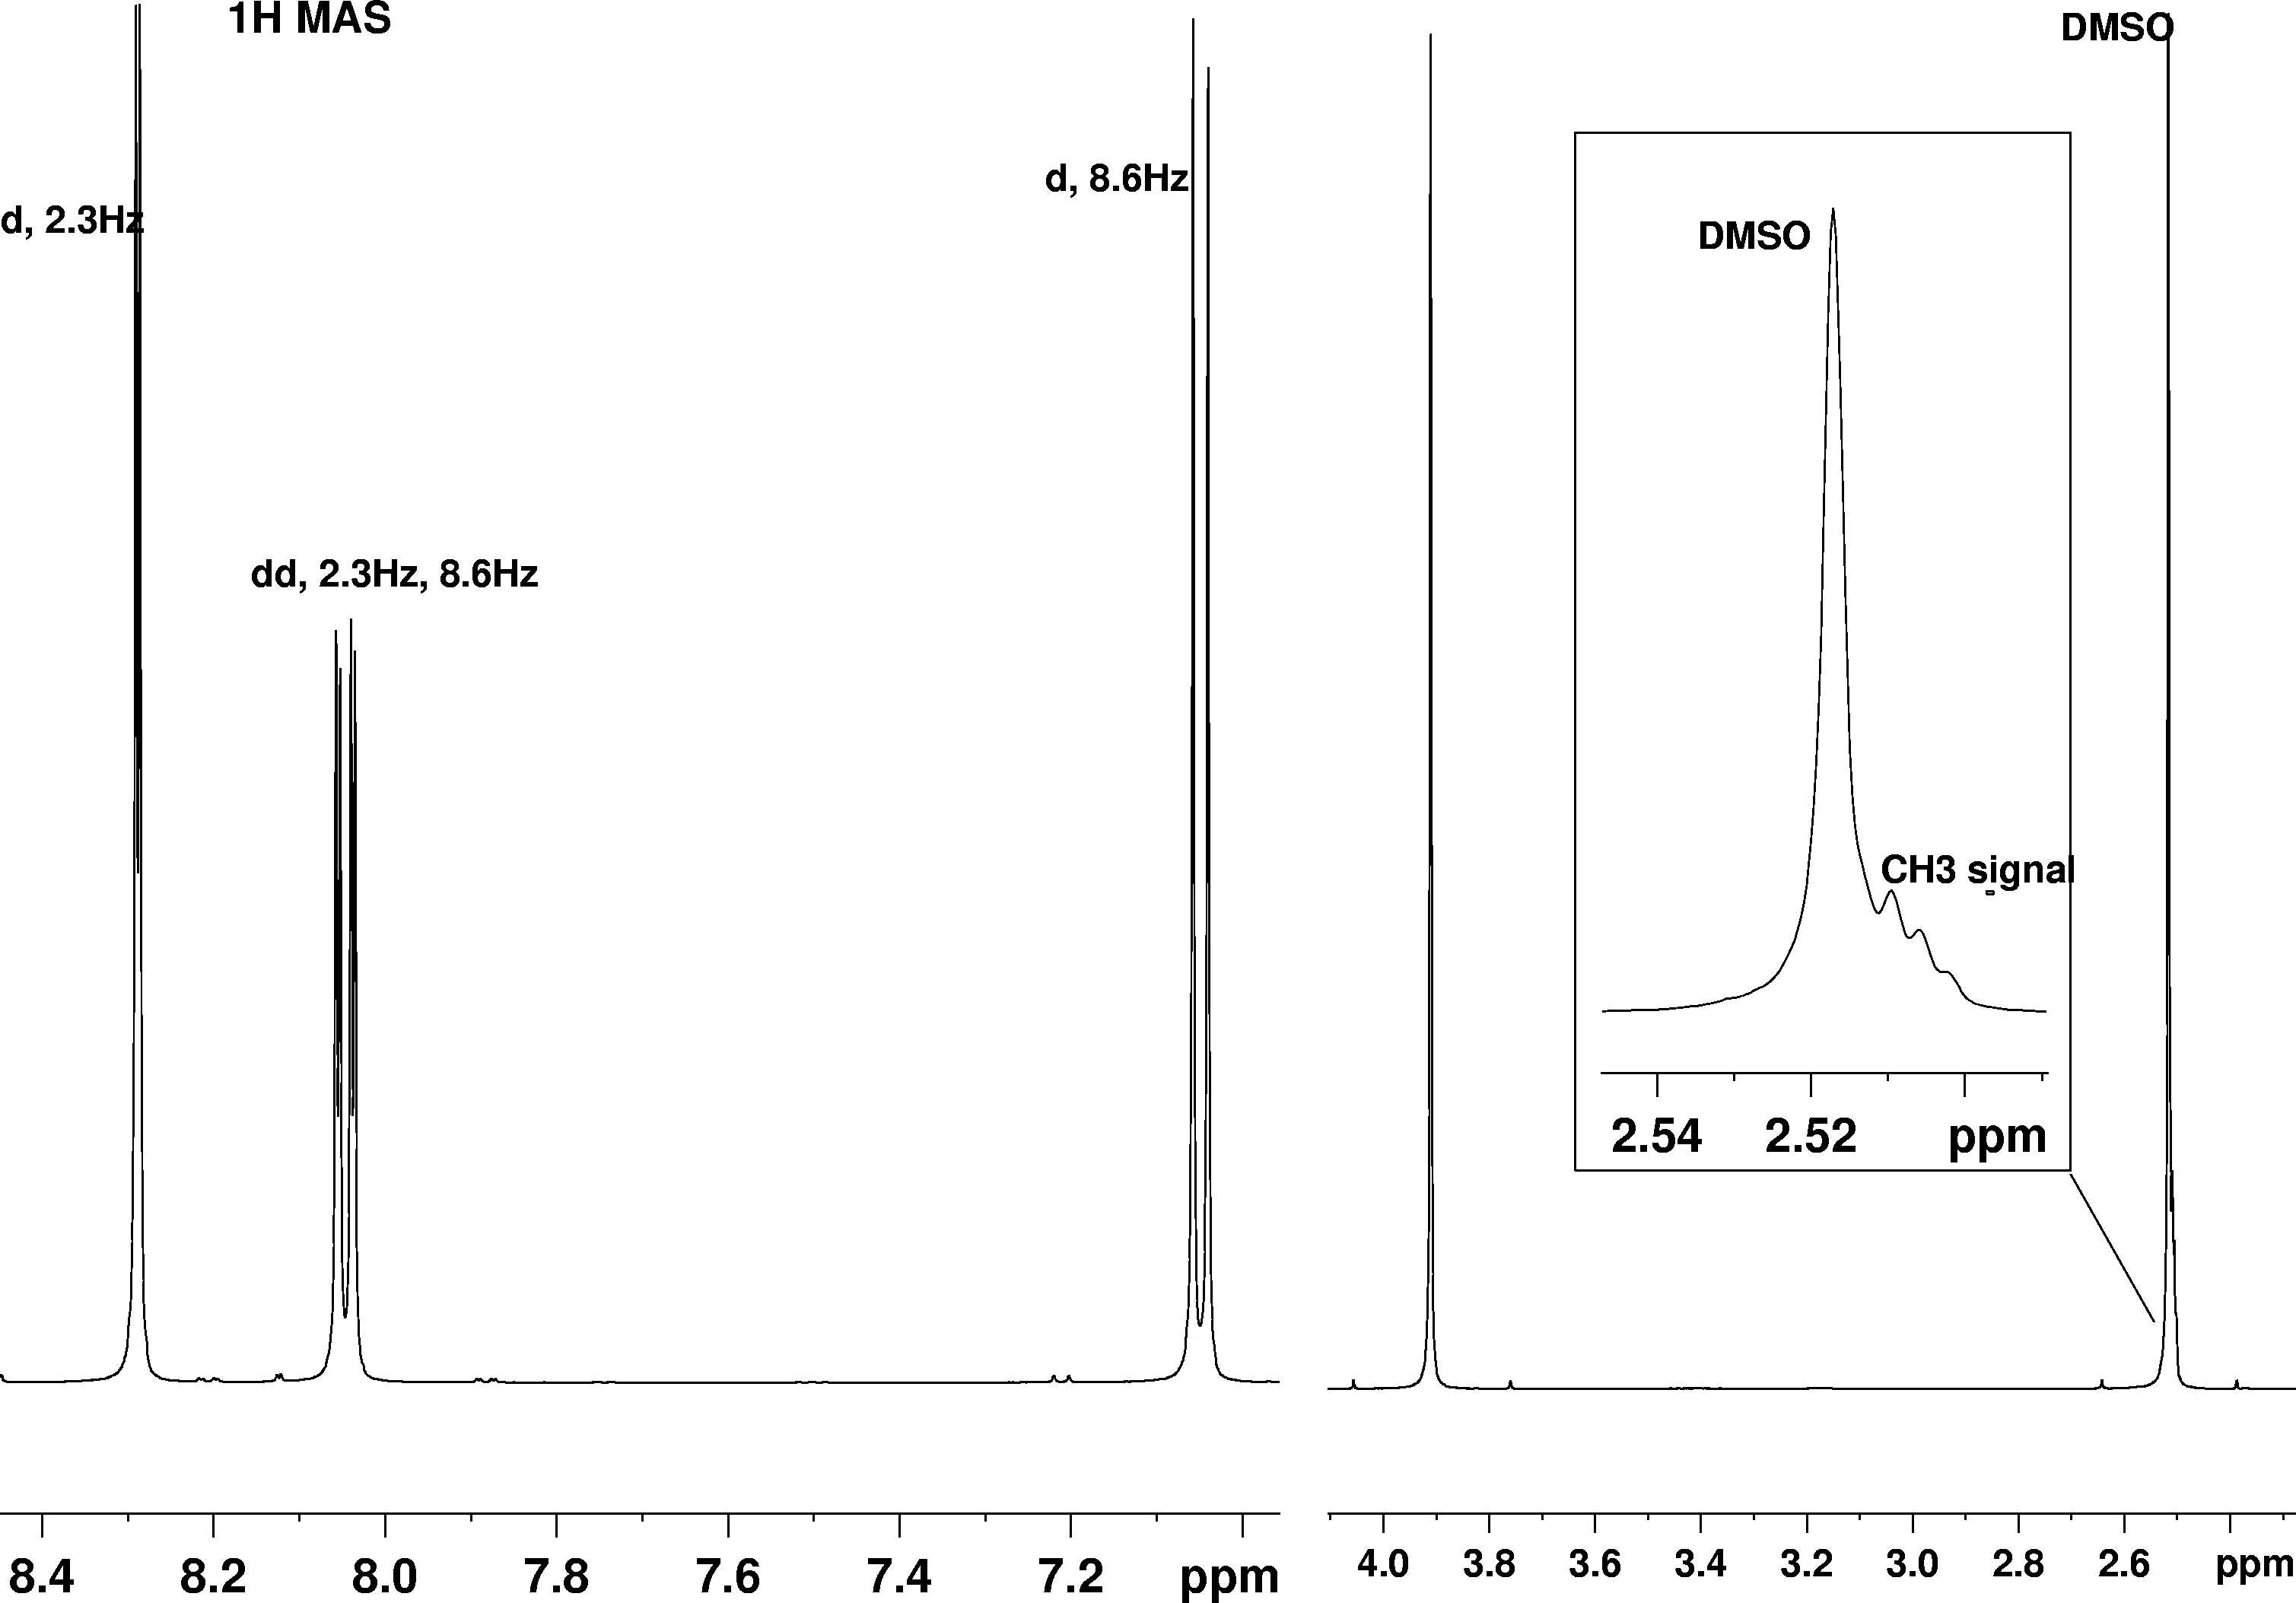 1H MAS
DMSO
d, 8.6Hz
d, 2.3Hz
DMSO
dd, 2.3Hz, 8.6Hz
CH3 signal
2.54 2.52 ppm
8.4 8.2 8.0 7.8 7.6 7.4 7.2 ppm
4.0 3.8 3.6 3.4 3.2 3.0 2.8 2.6 ppm